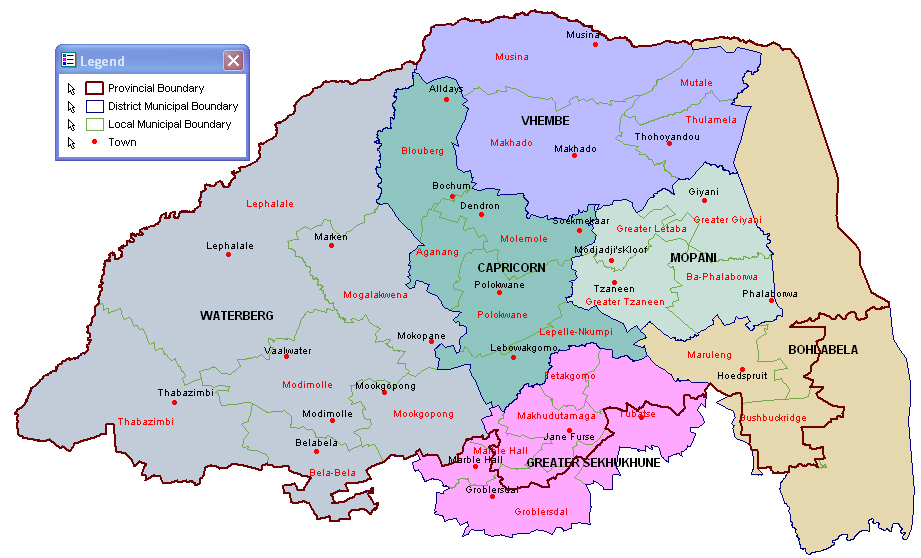 Legend
Provincial Boundary
District Municipal Boundary
Local Municipal Boundary
Town
Musina
Musina
Mutale
Alldays
VHEMBE
Thulamela
Makhado
Thohoyandou
Blouberg
Makhado
Bochum
Giyani
Lephalale
Dendron
Soekmekaar
Greater Letaba
Greater Giyani
Marken
Molemole
Lephalale
Aganang
Modjadji'sKloof
MOPANI
CAPRICORN
Ba-Phalaborwa
Polokwane
Tzaneen
Mogalakwena
Greater Tzaneen
Phalaborwa
WATERBERG
Polokwane
Lepelle-Nkumpi
Mokopane
Vaalwater
Lebowakgomo
Maruleng
BOHLABELA
Hoedspruit
Tetakgomo
Modimolle
Mookgopong
Thabazimbi
Modimolle
Mookgopong
Makhudutamaga
Tubatse
Bushbuckridge
Thabazimbi
Jane Furse
Belabela
Marble Hall
Marble Hall
GREATER SEKHUKHUNE
Bela-Bela
Groblersdal
Groblersdal